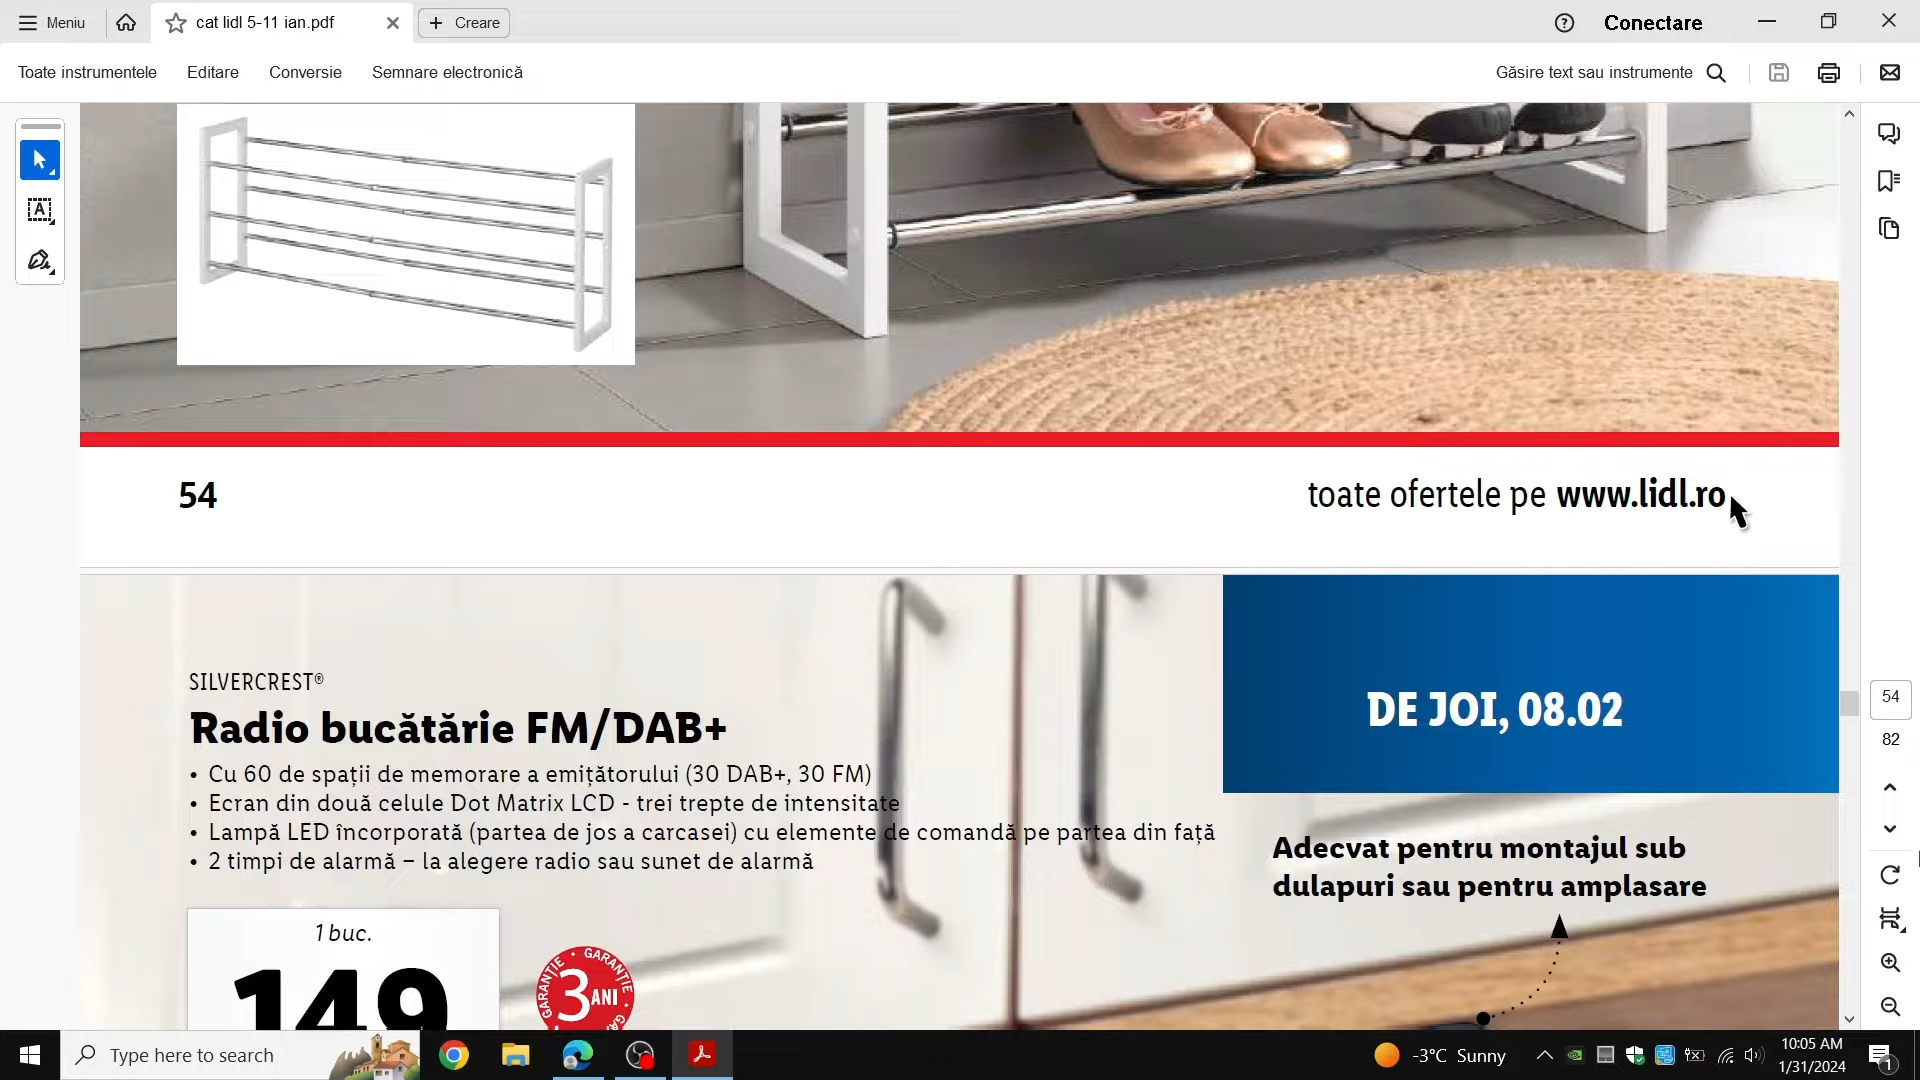 Meniu
cat lidl 5-11 ian.pdf
Creare
Conectare
Toate instrumentele
Editare
Conversie
Semnare electronică
Găsire text sau instrumente
54
toate ofertele pe www.lidl.ro
SILVERCREST®
Radio bucătărie FM/DAB+
• Cu 60 de spații de memorare a emițătorului (30 DAB+, 30 FM)
• Ecran din două celule Dot Matrix LCD - trei trepte de intensitate
• Lampă LED încorporată (partea de jos a carcasei) cu elemente de comandă pe partea din față
• 2 timpi de alarmă – la alegere radio sau sunet de alarmă
DE JOI, 08.02
Adecvat pentru montajul sub
dulapuri sau pentru amplasare
1 buc.
149
GARANȚIE
3 ANI
54
82
Type here to search
-3°C Sunny
10:05 AM
1/31/2024
1